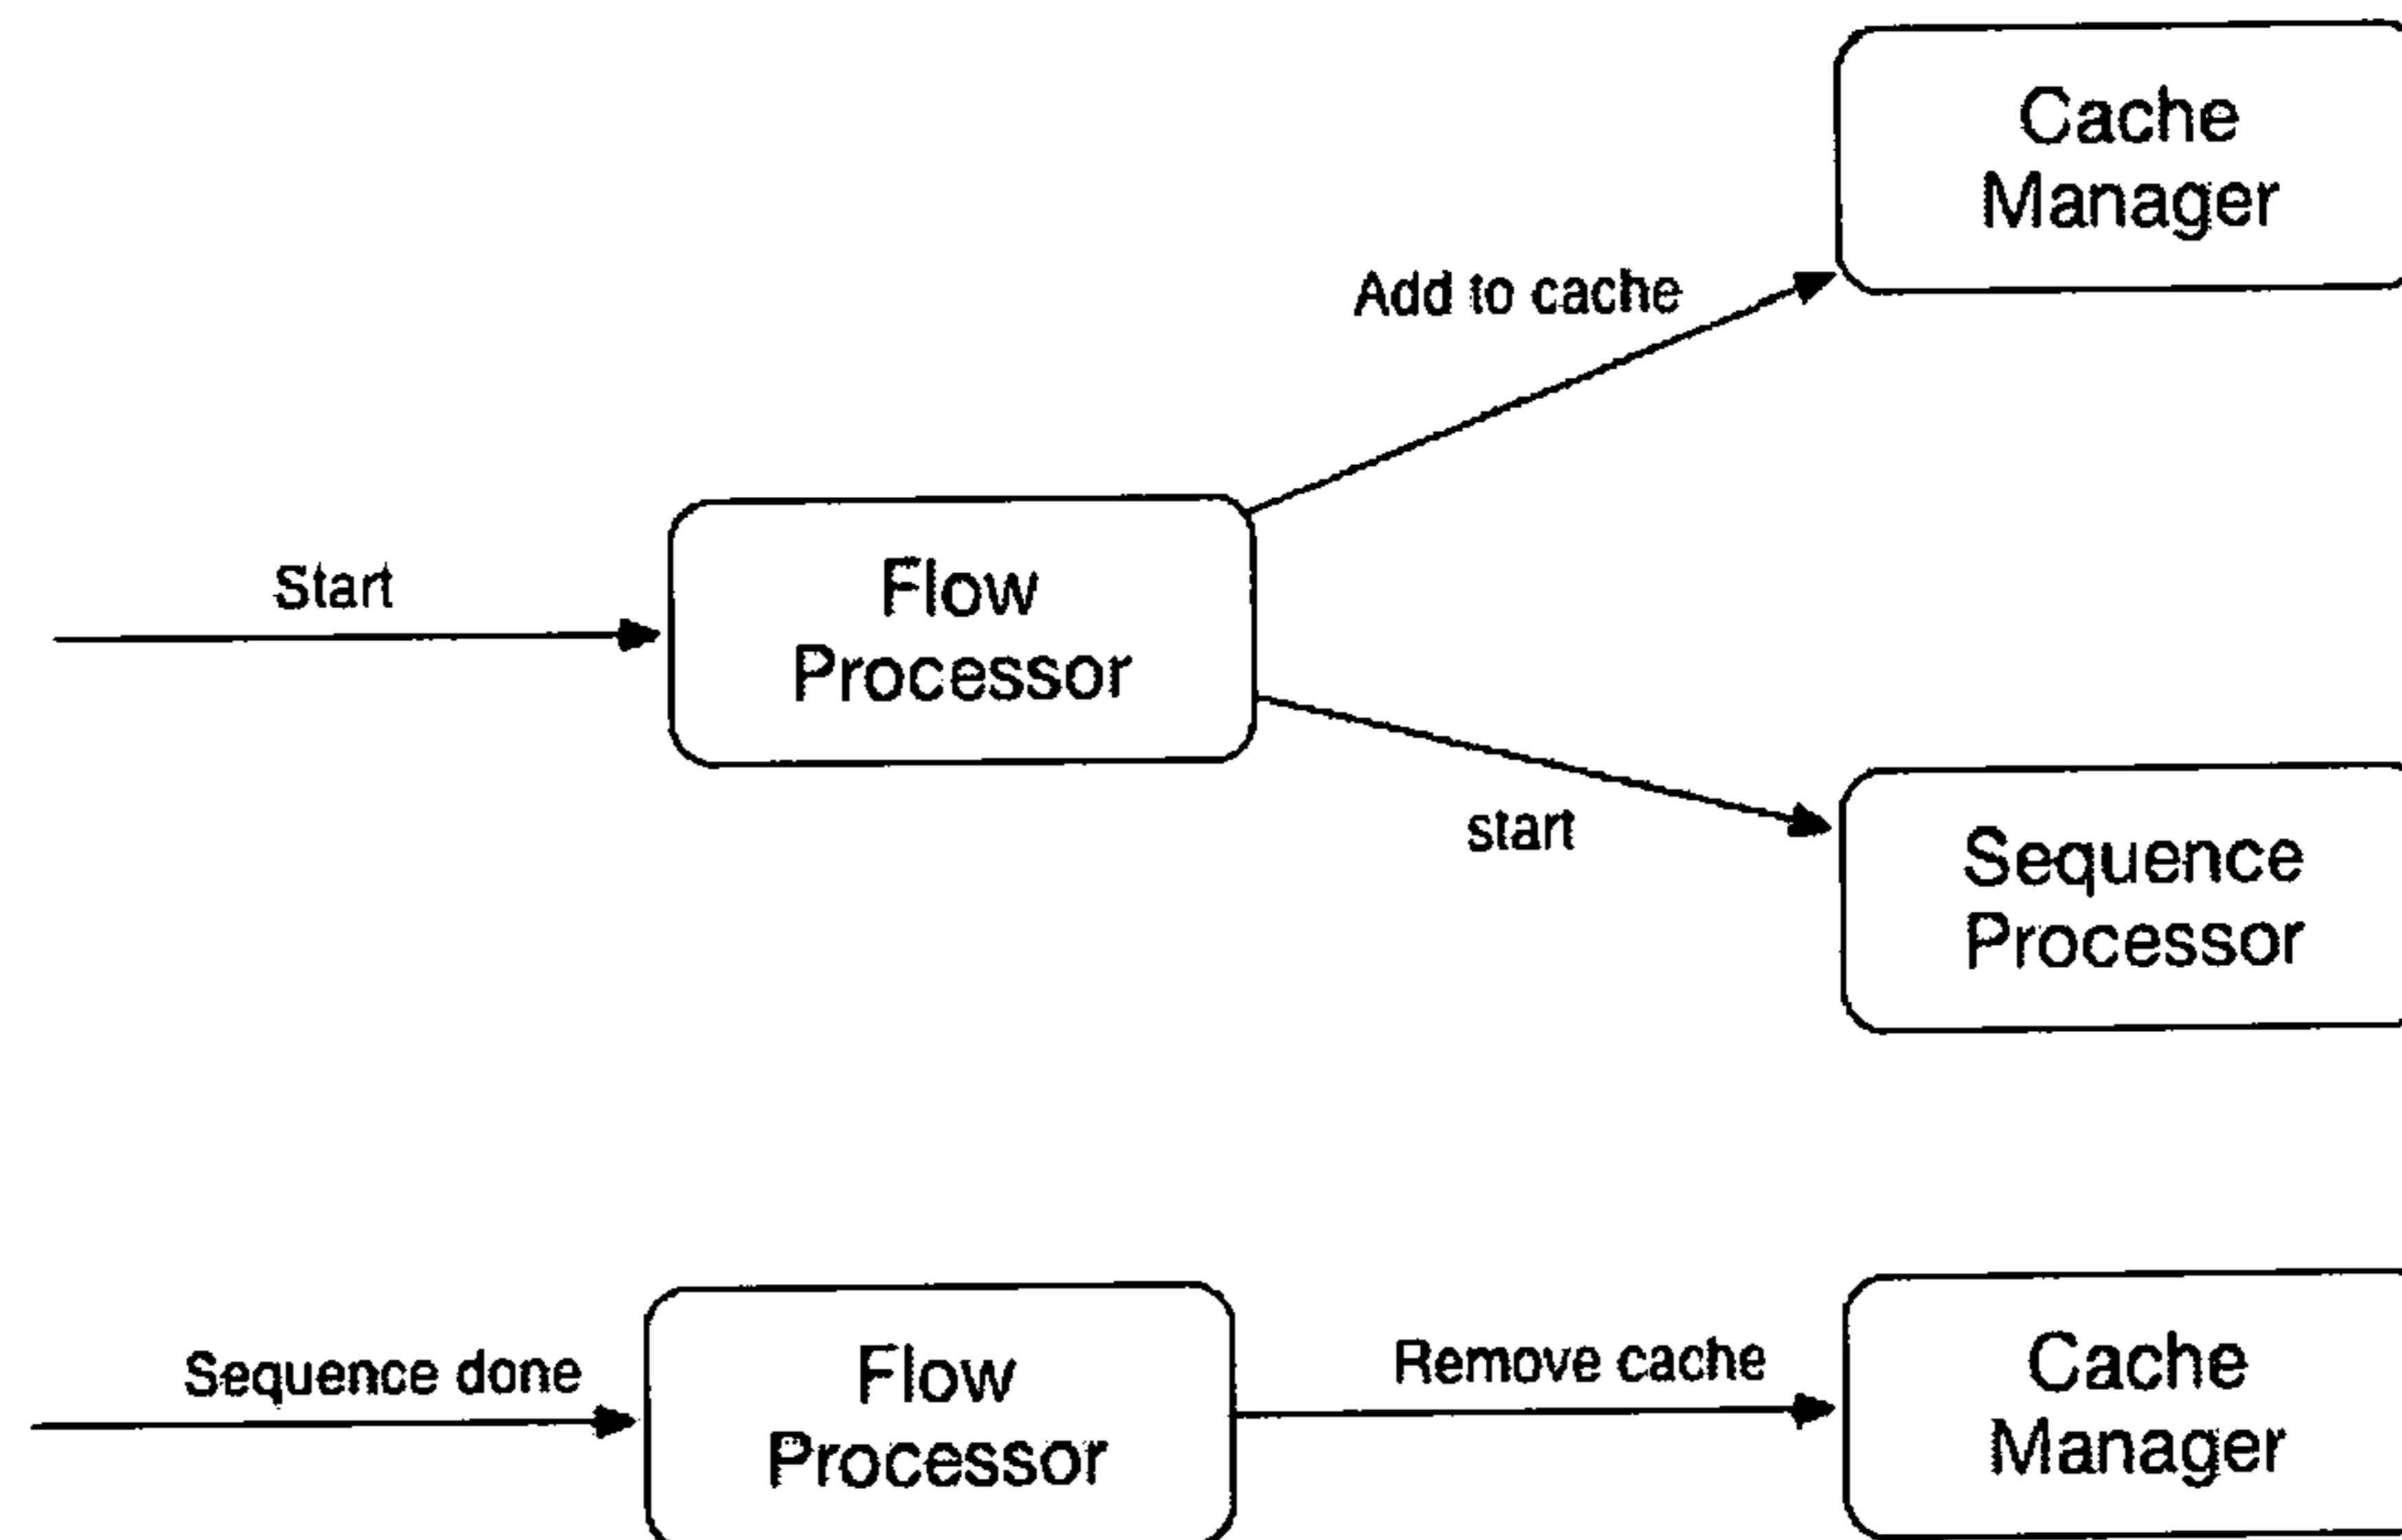 Cache
Manager
Add to cache
Start
Flow
Processor
start
Sequence
Processor
Sequence done
Flow
Processor
Remove cache
Cache
Manager